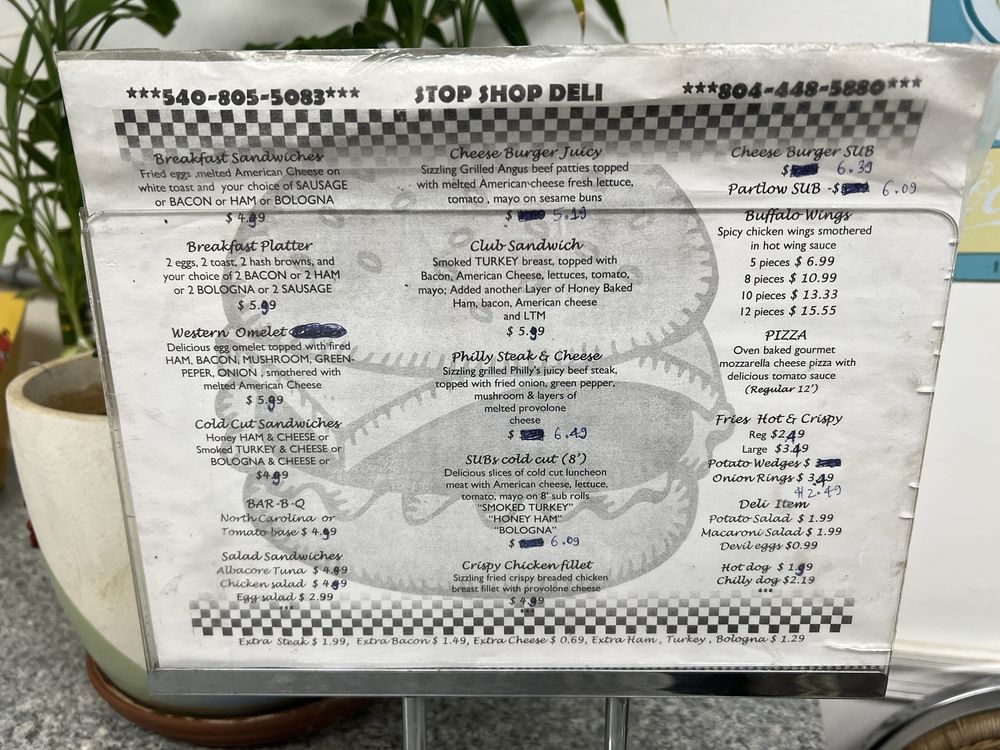 ***540-805-5083*** STOP SHOP DELI ***804-448-5880***
Breakfast Sandwiches
Fried eggs ,melted American Cheese on
white toast and your choice of SAUSAGE
or BACON or HAM or BOLOGNA
$ 4.99
Breakfast Platter
2 eggs, 2 toast, 2 hash browns, and
your choice of 2 BACON or 2 HAM
or 2 BOLOGNA or 2 SAUSAGE
$ 5.99
Western Omelet
Delicious egg omelet topped with fired
HAM, BACON, MUSHROOM, GREEN-
PEPER, ONION , smothered with
melted American Cheese
$ 5.99
Cold Cut Sandwiches
Honey HAM & CHEESE or
Smoked TURKEY & CHEESE or
BOLOGNA & CHEESE or
$4.99
BAR-B-Q
North Carolina or
Tomato base $ 4.99
Salad Sandwiches
Albacore Tuna $ 4.99
Chicken salad $ 4.99
Egg salad $ 2.99
***
Cheese Burger Juicy
Sizzling Grilled Angus beef patties topped
with melted American cheese fresh lettuce,
tomato , mayo on sesame buns
$ 5.19
Club Sandwich
Smoked TURKEY breast, topped with
Bacon, American Cheese, lettuces, tomato,
mayo; Added another Layer of Honey Baked
Ham, bacon, American cheese
and LTM
$ 5.99
Philly Steak & Cheese
Sizzling grilled Philly's juicy beef steak,
topped with fried onion, green pepper,
mushroom & layers of
melted provolone
cheese
$ 6.49
SUBs cold cut (8')
Delicious slices of cold cut luncheon
meat with American cheese, lettuce,
tomato, mayo on 8' sub rolls
"SMOKED TURKEY"
"HONEY HAM"
"BOLOGNA"
$ 6.09
Crispy Chicken fillet
Sizzling fried crispy breaded chicken
breast fillet with provolone cheese
$ 4.99
***
Cheese Burger SUB
$ 6.39
Partlow SUB -$ 6.09
Buffalo Wings
Spicy chicken wings smothered
in hot wing sauce
5 pieces $ 6.99
8 pieces $ 10.99
10 pieces $ 13.33
12 pieces $ 15.55
PIZZA
Oven baked gourmet
mozzarella cheese pizza with
delicious tomato sauce
(Regular 12')
Fries Hot & Crispy
Reg $2.49
Large $3.49
Potato Wedges $
Onion Rings $ 3.49
$2.49
Deli Item
Potato Salad $ 1.99
Macaroni Salad $ 1.99
Devil eggs $0.99
Hot dog $ 1.99
Chilly dog $2.19
***
Extra Steak $ 1.99, Extra Bacon $ 1.49, Extra Cheese $ 0.69, Extra Ham , Turkey , Bologna $ 1.29